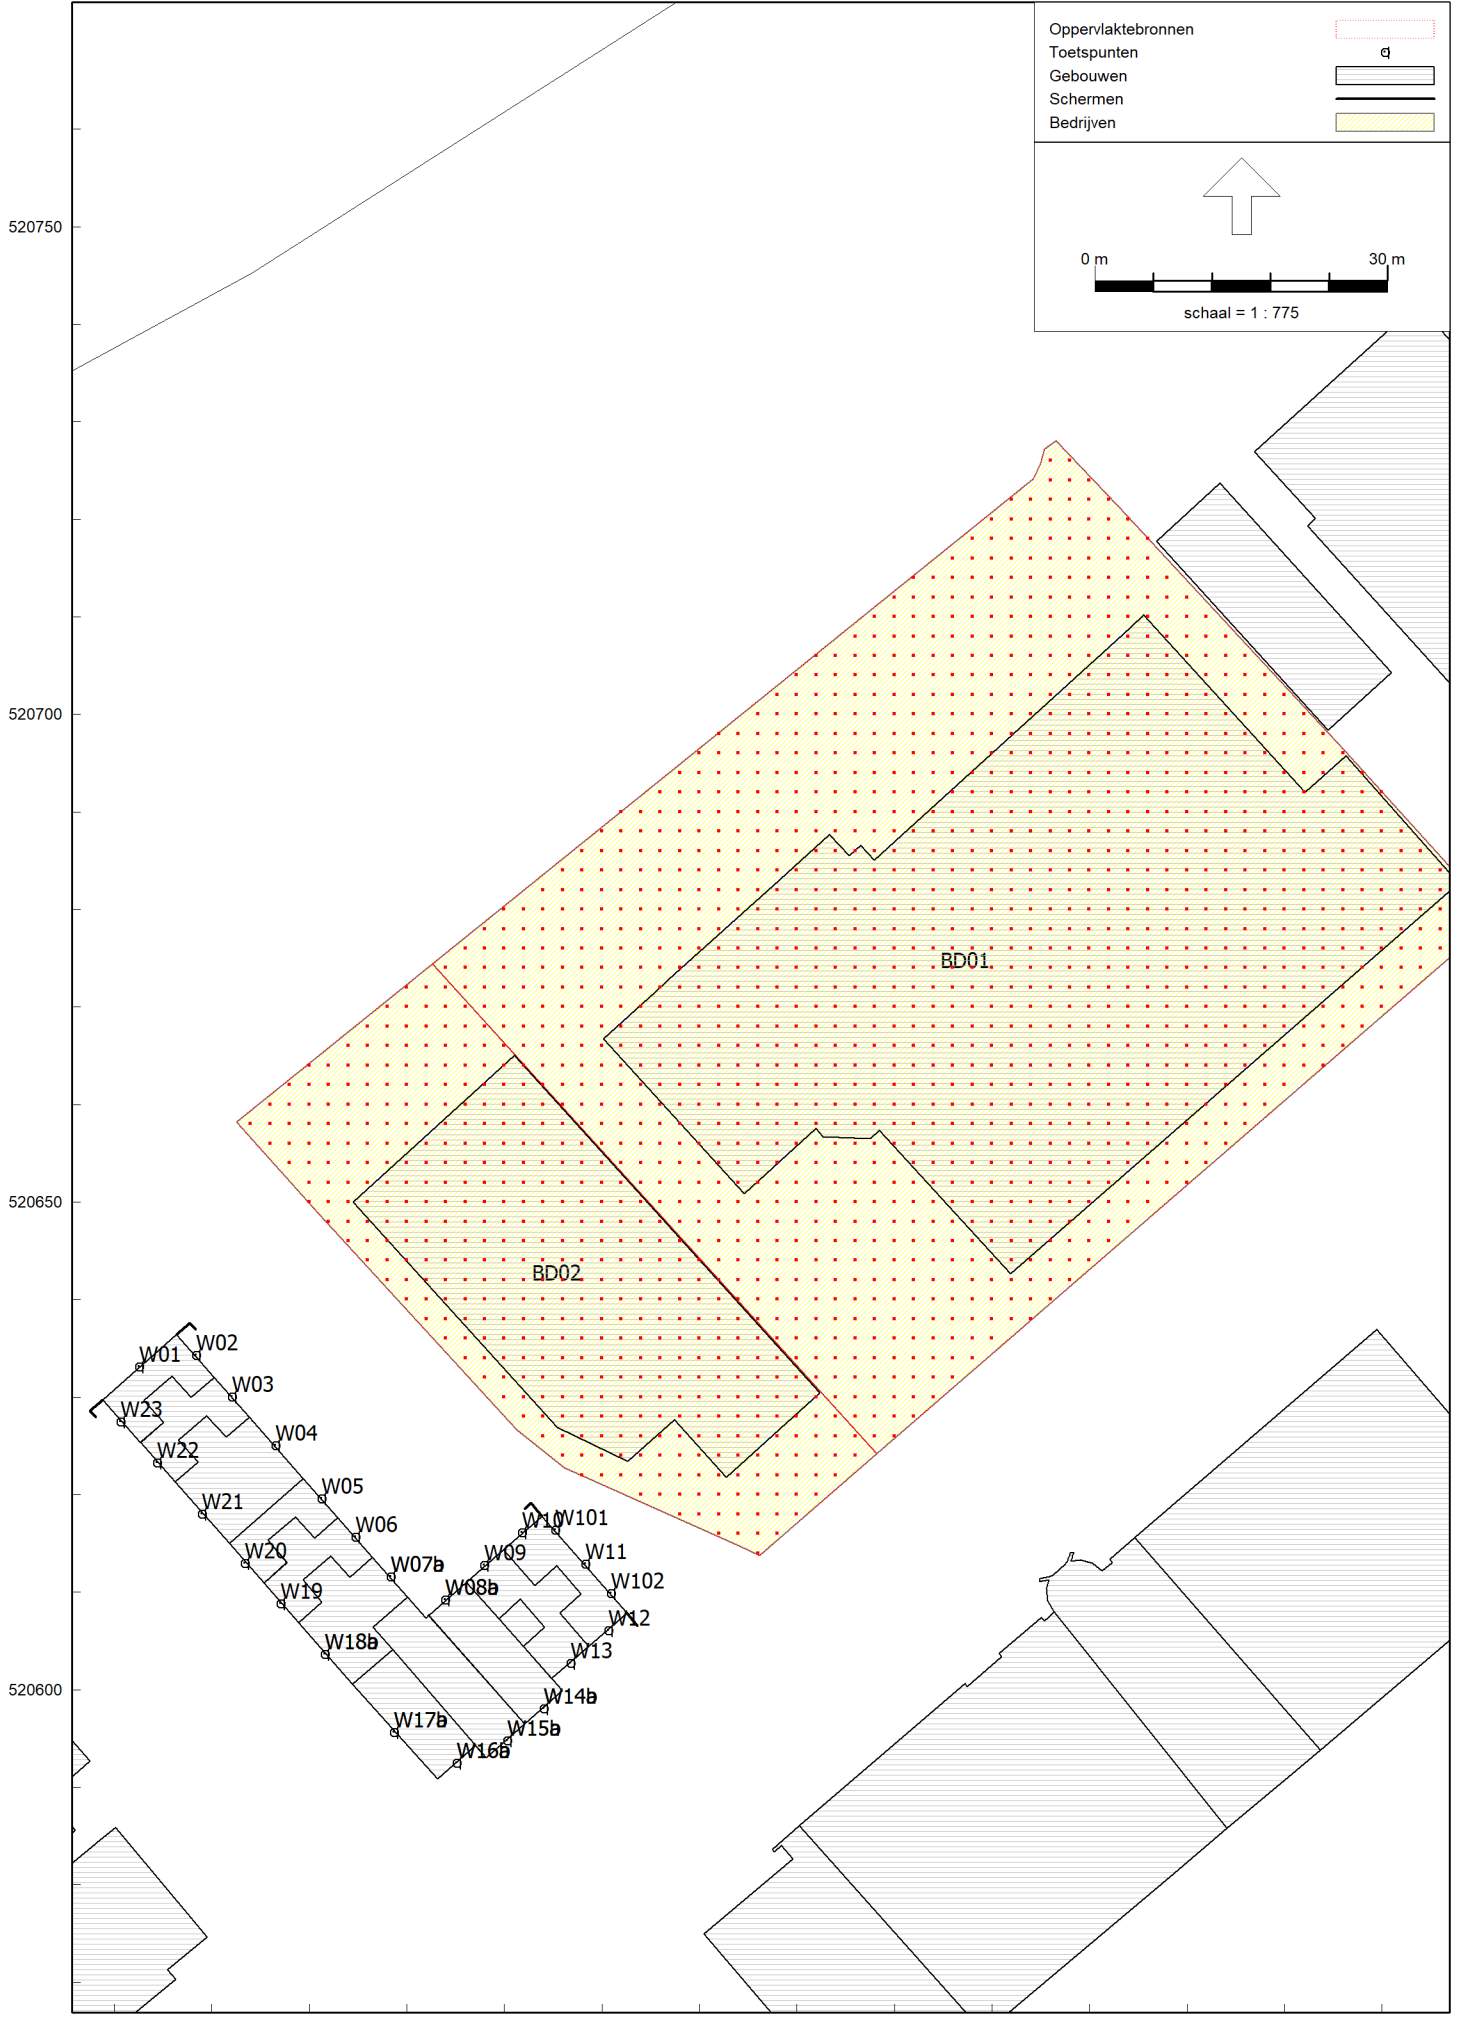 Oppervlaktebronnen
Toetspunten
Gebouwen
Schermen
Bedrijven
0 m 30 m
schaal = 1 : 775
520750
520700
BD01
520650
BD02
W01 W02
W03
W23
W04
W22
W05
W21
W06
W10 W101
W20
W07b
W09
W11
W19
W08b
W102
W12
W18b
W13
520600
W14b
W17b
W15b
W16b